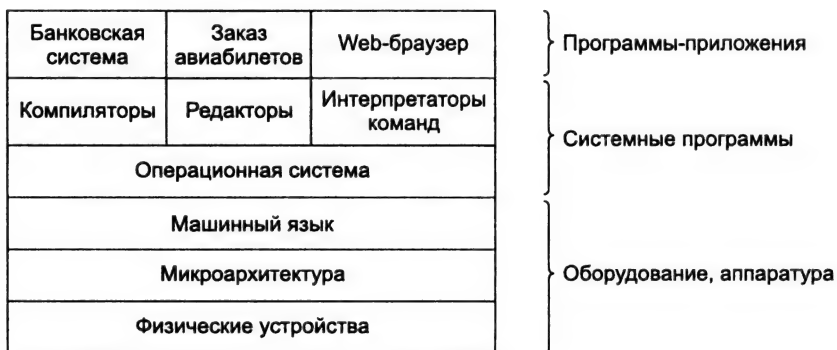 Банковская
система
Заказ
авиабилетов
Web-браузер
Программы-приложения
Компиляторы
Редакторы
Интерпретаторы
команд
Системные программы
Операционная система
Машинный язык
Микроархитектура
Оборудование, аппаратура
Физические устройства